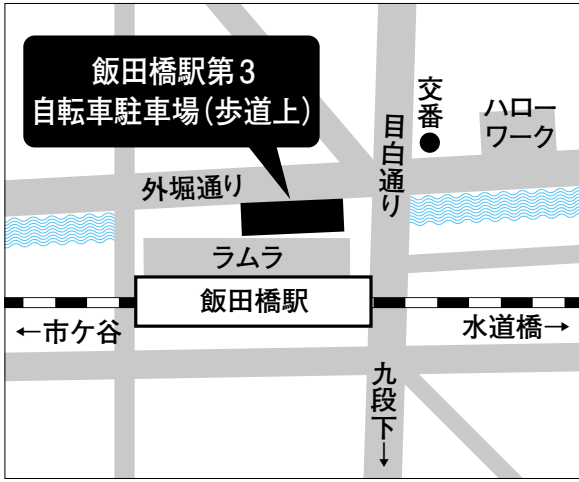 飯田橋駅第3
自転車駐車場(歩道上)
交番
ハロー
ワーク
目白通り
外堀通り
ラムラ
飯田橋駅
←市ケ谷
水道橋→
九段下↓